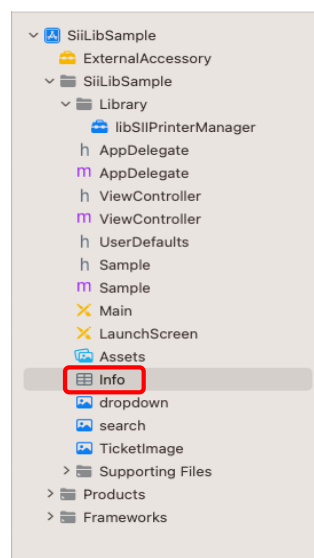 SiiLibSample
ExternalAccessory
SiiLibSample
Library
libSIIPrinterManager
h AppDelegate
m AppDelegate
h ViewController
m ViewController
h UserDefaults
h Sample
m Sample
Main
LaunchScreen
Assets
Info
dropdown
search
TicketImage
Supporting Files
Products
Frameworks